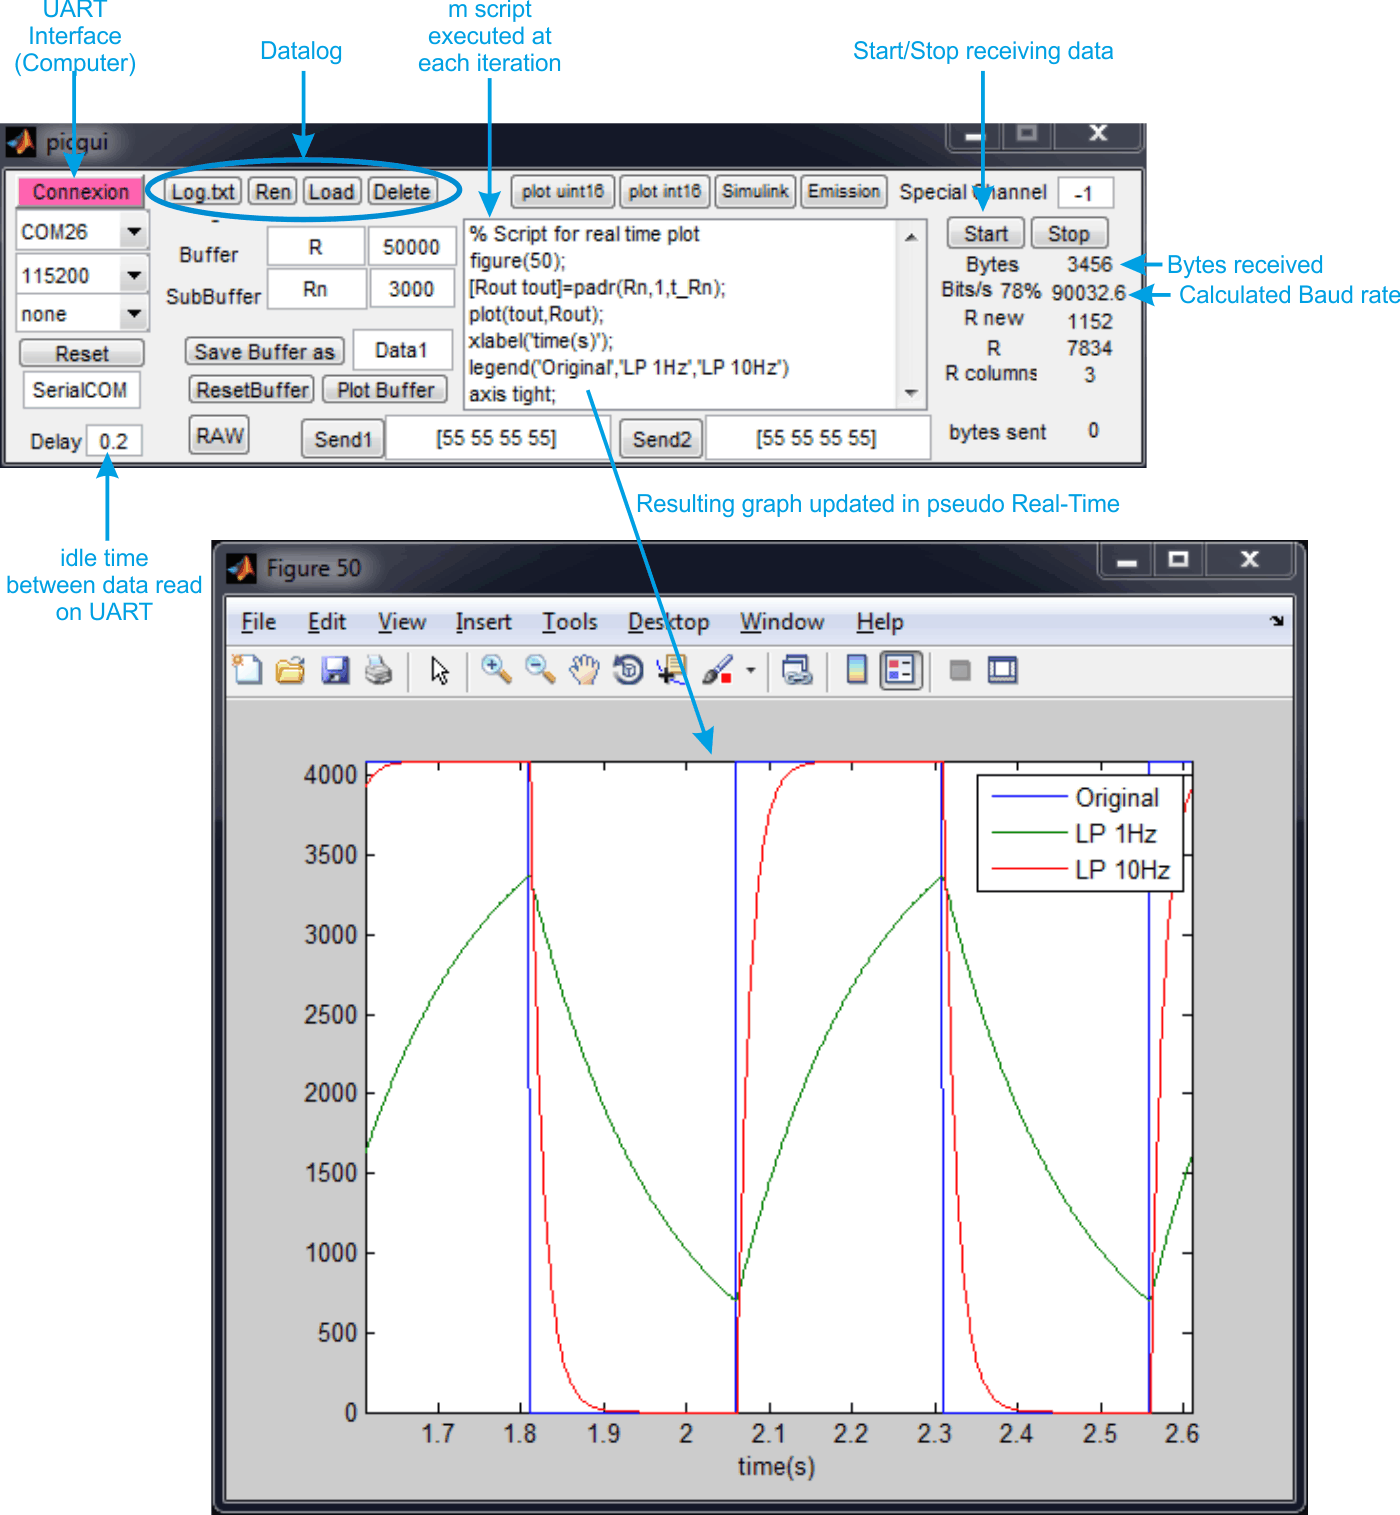 UART
Interface
(Computer)
Datalog
m script
executed at
each iteration
Start/Stop receiving data
picgui
Connexion
Log.txt Ren Load Delete
plot uint16 plot int16 Simulink Emission Special Channel -1
COM26
115200
none
Reset
SerialCOM
Delay 0.2
Buffer R 50000
SubBuffer Rn 3000
Save Buffer as Data1
ResetBuffer Plot Buffer
RAW
% Script for real time plot
figure(50);
[Rout tout]=padr(Rn,1,t_Rn);
plot(tout,Rout);
xlabel('time(s)');
legend('Original','LP 1Hz','LP 10Hz')
axis tight;
Send1 [55 55 55 55] Send2 [55 55 55 55]
Start Stop
Bytes 3456
Bits/s 78% 90032.6
R new 1152
R 7834
R columns 3
bytes sent 0
Bytes received
Calculated Baud rate
Resulting graph updated in pseudo Real-Time
idle time
between data read
on UART
Figure 50
File Edit View Insert Tools Desktop Window Help
4000
3500
3000
2500
2000
1500
1000
500
0
Original
LP 1Hz
LP 10Hz
1.7 1.8 1.9 2 2.1 2.2 2.3 2.4 2.5 2.6
time(s)